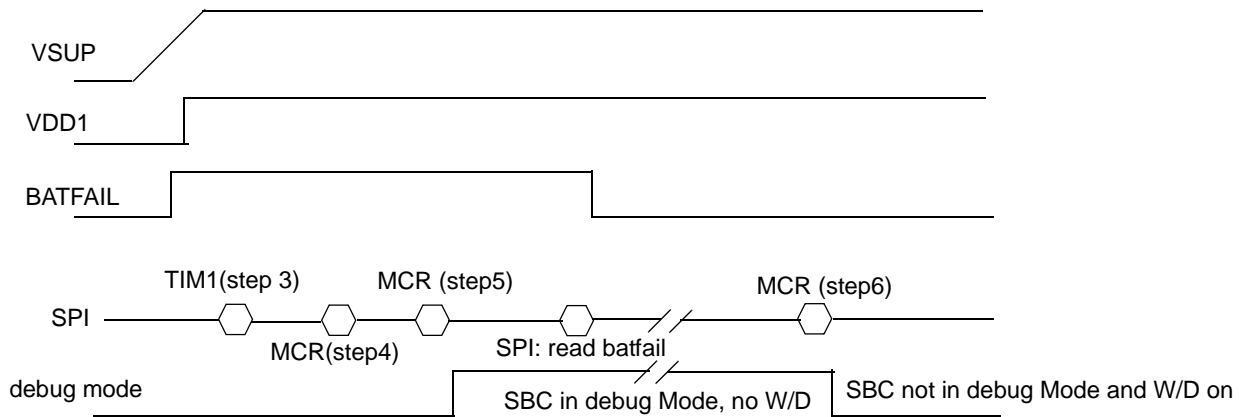 VSUP
VDD1
BATFAIL
TIM1(step 3)
MCR (step5)
MCR (step6)
SPI
MCR(step4)
SPI: read batfail
debug mode
SBC in debug Mode, no W/D
SBC not in debug Mode and W/D on